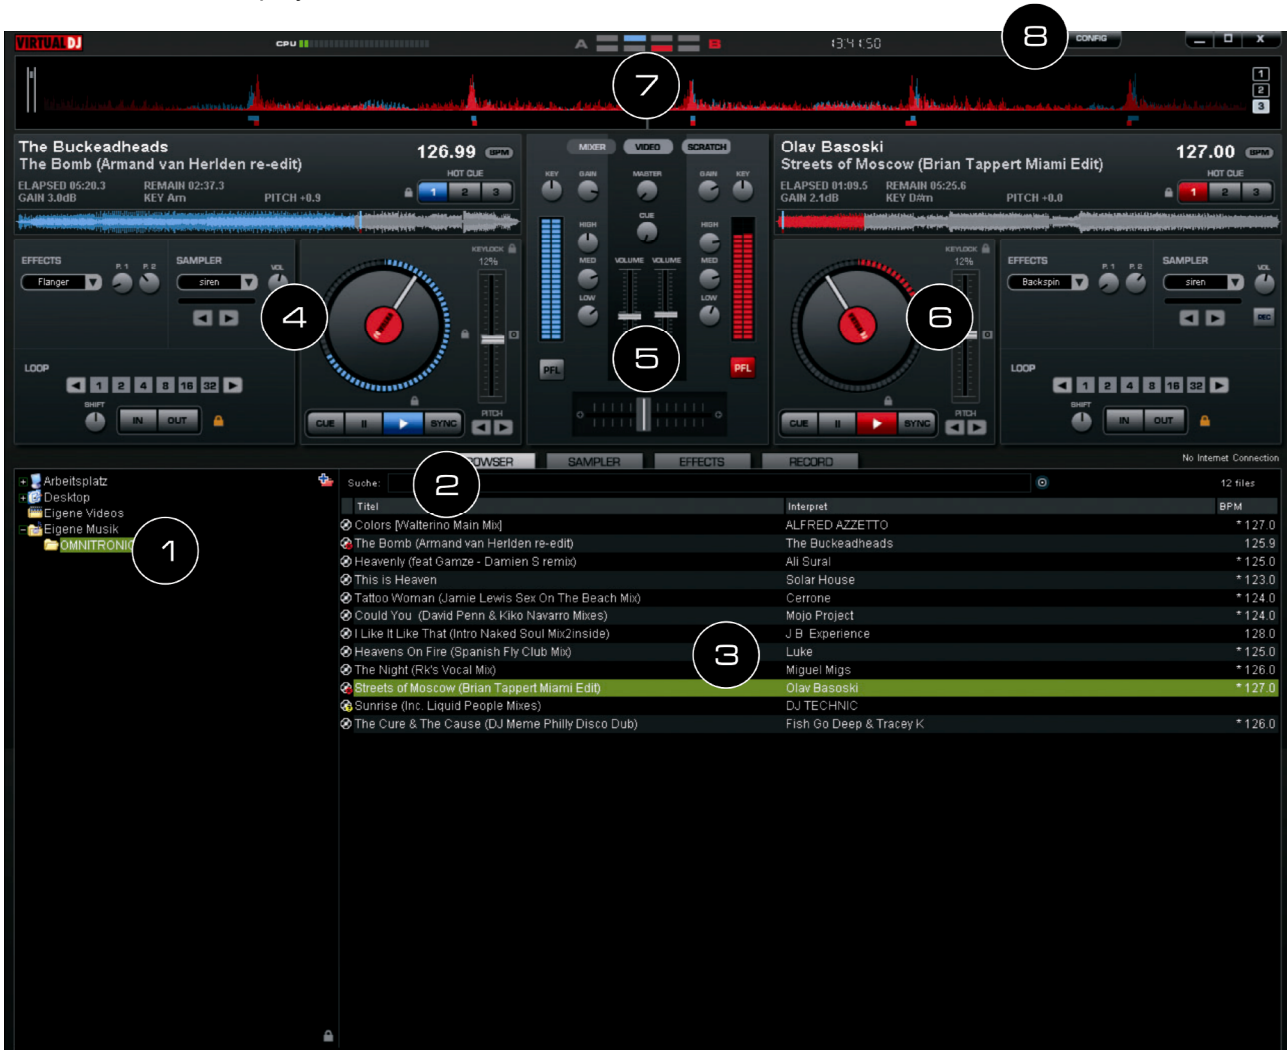 VIRTUAL DJ
CPU
A
B
13:41:50
8
CONFIG
X
7
1
2
3
The Buckeadheads
The Bomb (Armand van Herlden re-edit)
126.99 BPM
HOT CUE
ELAPSED 05:20.3 REMAIN 02:37.3
GAIN 3.0dB KEY Am PITCH +0.9
1 2 3
MIXER VIDEO SCRATCH
KEY GAIN MASTER GAIN KEY
CUE
HIGH HIGH
MED VOLUME VOLUME MED
LOW LOW
5
PFL PFL
Olav Basoski
Streets of Moscow (Brian Tappert Miami Edit)
127.00 BPM
HOT CUE
ELAPSED 01:09.5 REMAIN 05:25.6
GAIN 2.1dB KEY D#m PITCH +0.0
1 2 3
EFFECTS P. 1 P. 2 SAMPLER VOL
Flanger siren
KEYLOCK
12%
4
LOOP
1 2 4 8 16 32
SHIFT
IN OUT
CUE II SYNC
PITCH
KEYLOCK
12%
6
CUE II SYNC
PITCH
EFFECTS P. 1 P. 2 SAMPLER VOL
Backspin siren
REC
LOOP
1 2 4 8 16 32
SHIFT
IN OUT
BROWSER SAMPLER EFFECTS RECORD
No Internet Connection
Arbeitsplatz
Desktop
Eigene Videos
Eigene Musik
OMNITRONIC
1
2
Suche: 12 files
Titel Interpret BPM
Colors [Walterino Main Mix] ALFRED AZZETTO * 127.0
The Bomb (Armand van Herlden re-edit) The Buckeadheads 125.9
Heavenly (feat Gamze - Damien S remix) Ali Sural * 125.0
This is Heaven Solar House * 123.0
Tattoo Woman (Jamie Lewis Sex On The Beach Mix) Cerrone * 124.0
Could You (David Penn & Kiko Navarro Mixes) Mojo Project * 124.0
I Like It Like That (Intro Naked Soul Mix2inside) J B Experience 128.0
Heavens On Fire (Spanish Fly Club Mix) Luke * 125.0
3
The Night (Rk's Vocal Mix) Miguel Migs * 126.0
Streets of Moscow (Brian Tappert Miami Edit) Olav Basoski * 127.0
Sunrise (Inc. Liquid People Mixes) DJ TECHNIC
The Cure & The Cause (DJ Meme Philly Disco Dub) Fish Go Deep & Tracey K * 126.0